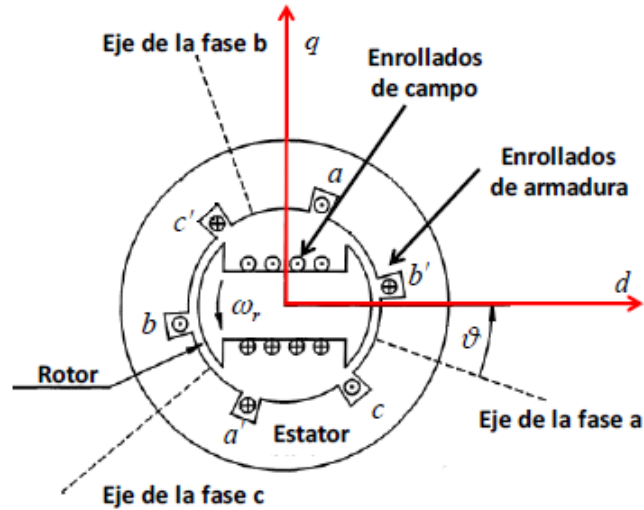 Eje de la fase b
q
Enrollados
de campo
Enrollados
de armadura
a
c'
b'
d
ω_r
b
ϑ
Rotor
a'
c
Estator
Eje de la fase a
Eje de la fase c